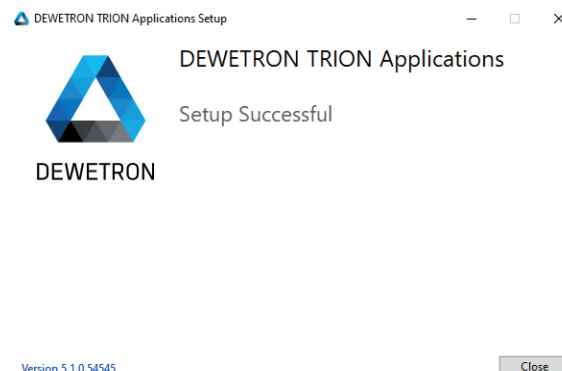 DEWETRON TRION Applications Setup
DEWETRON TRION Applications
Setup Successful
DEWETRON
Version 5.1.0.54545
Close